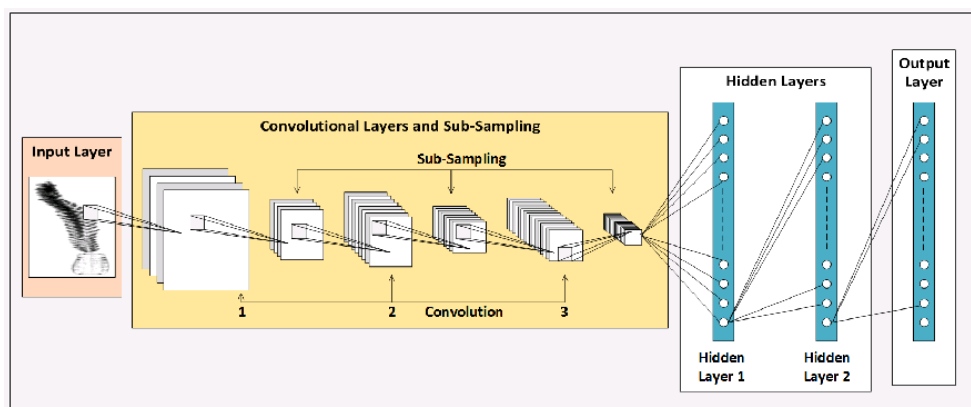 Input Layer
Convolutional Layers and Sub-Sampling
Sub-Sampling
1
2
Convolution
3
Hidden Layers
Hidden
Layer 1
Hidden
Layer 2
Output
Layer